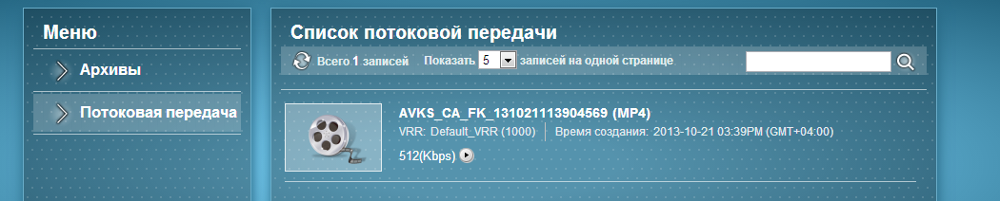 Меню
Архивы
Потоковая передача
Список потоковой передачи
Всего 1 записей Показать 5 записей на одной странице
AVKS_CA_FK_131021113904569 (MP4)
VRR: Default_VRR (1000) Время создания: 2013-10-21 03:39PM (GMT+04:00)
512(Kbps)